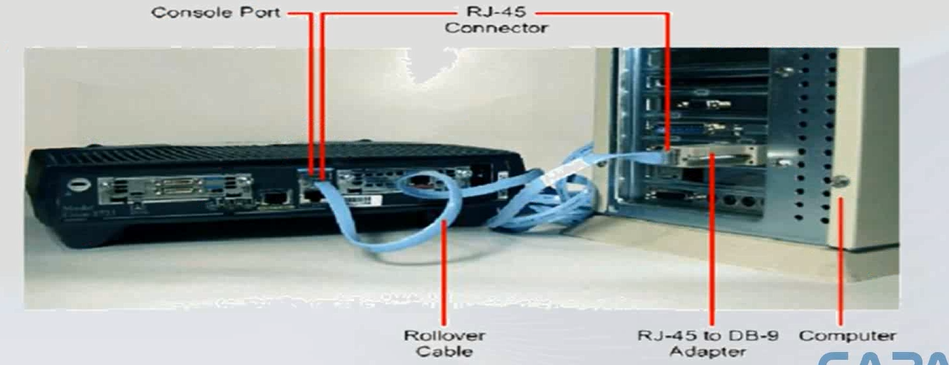 Console Port
RJ-45
Connector
Rollover
Cable
RJ-45 to DB-9
Adapter
Computer